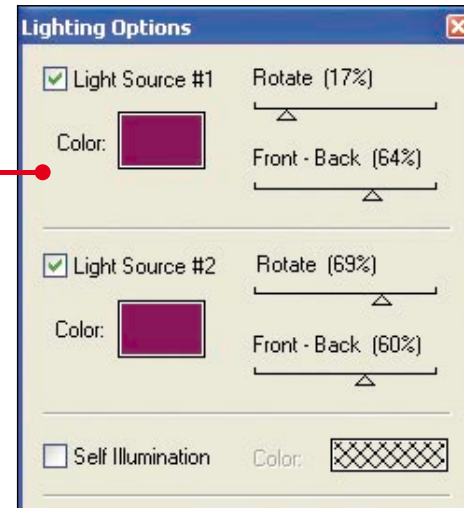 Lighting Options
Light Source #1
Rotate (17%)
Color:
Front - Back (64%)
Light Source #2
Rotate (69%)
Color:
Front - Back (60%)
Self Illumination
Color: